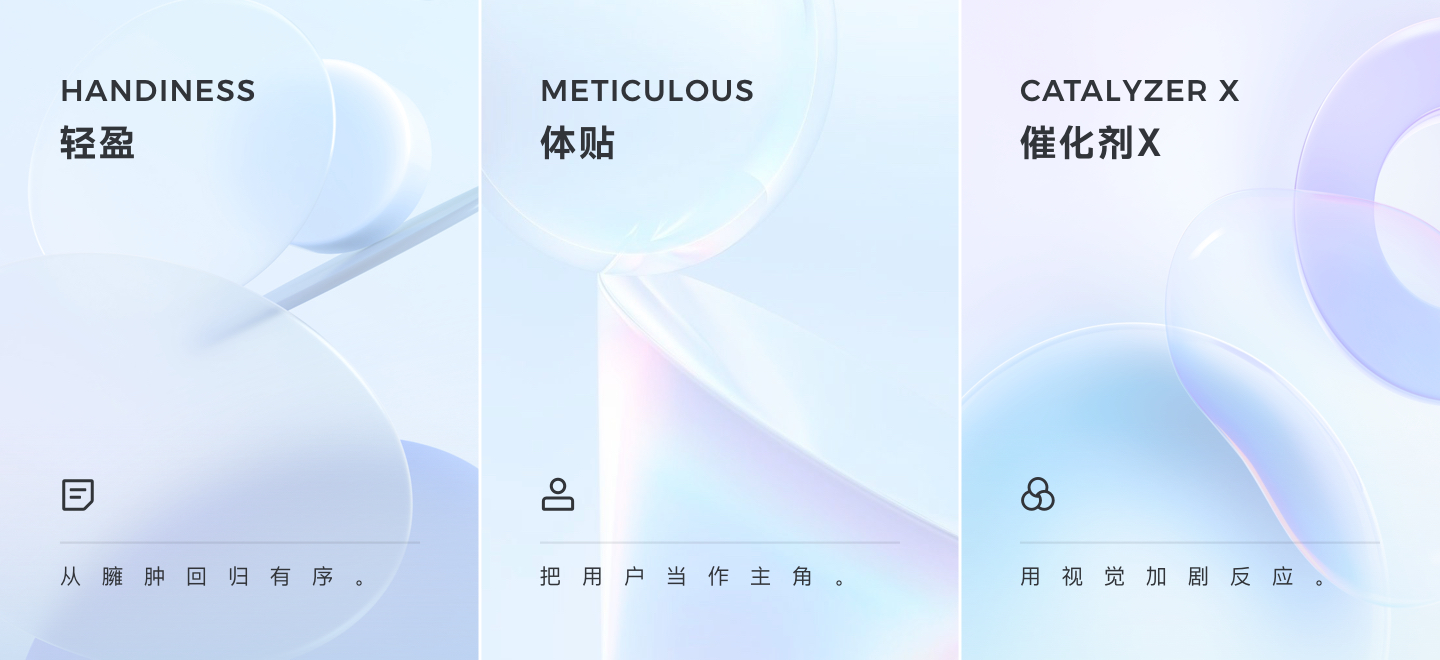 HANDINESS
轻盈
从臃肿回归有序。
METICULOUS
体贴
把用户当作主角。
CATALYZER X
催化剂X
用视觉加剧反应。